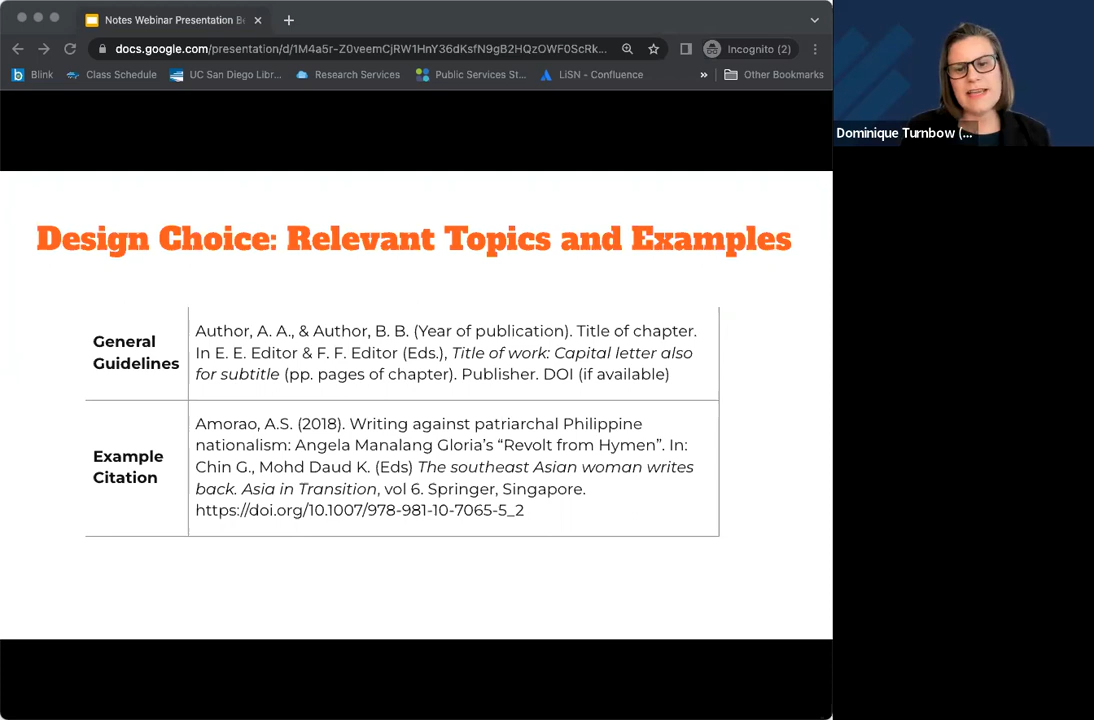 Notes Webinar Presentation Be
docs.google.com/presentation/d/1M4a5r-Z0veemCjRW1HnY36dKsfN9gB2HQzOWF0ScRk...
Incognito (2)
Blink
Class Schedule
UC San Diego Libr...
Research Services
Public Services St...
LiSN - Confluence
»
Other Bookmarks
Dominique Turnbow (...
Design Choice: Relevant Topics and Examples
General
Guidelines
Author, A. A., & Author, B. B. (Year of publication). Title of chapter.
In E. E. Editor & F. F. Editor (Eds.), Title of work: Capital letter also
for subtitle (pp. pages of chapter). Publisher. DOI (if available)
Example
Citation
Amorao, A.S. (2018). Writing against patriarchal Philippine
nationalism: Angela Manalang Gloria's “Revolt from Hymen”. In:
Chin G., Mohd Daud K. (Eds) The southeast Asian woman writes
back. Asia in Transition, vol 6. Springer, Singapore.
https://doi.org/10.1007/978-981-10-7065-5_2